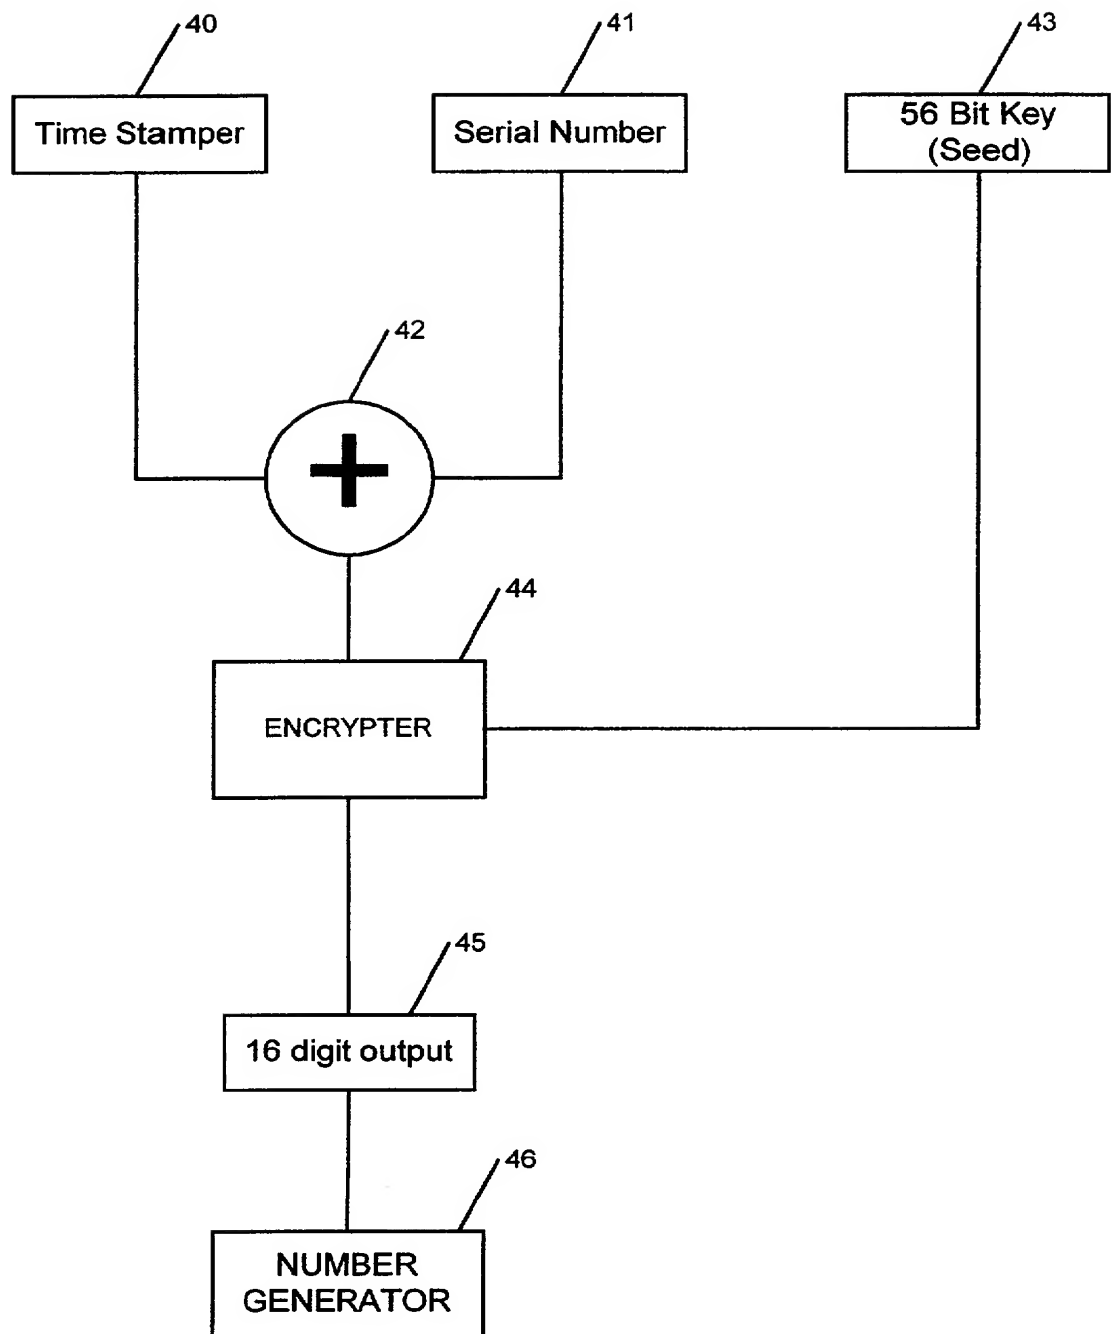 40
41
43
Time Stamper
Serial Number
56 Bit Key
(Seed)
42
+
44
ENCRYPTER
45
16 digit output
46
NUMBER
GENERATOR